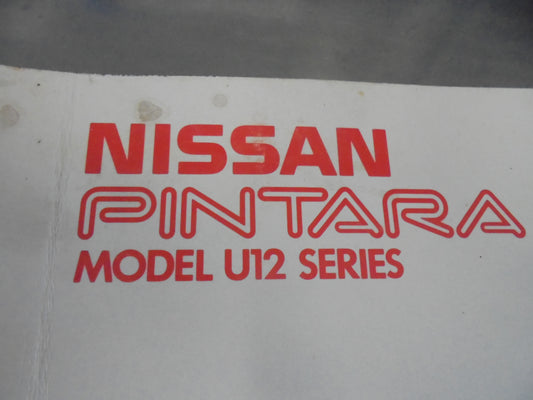 NISSAN
PINTARA
MODEL U12 SERIES